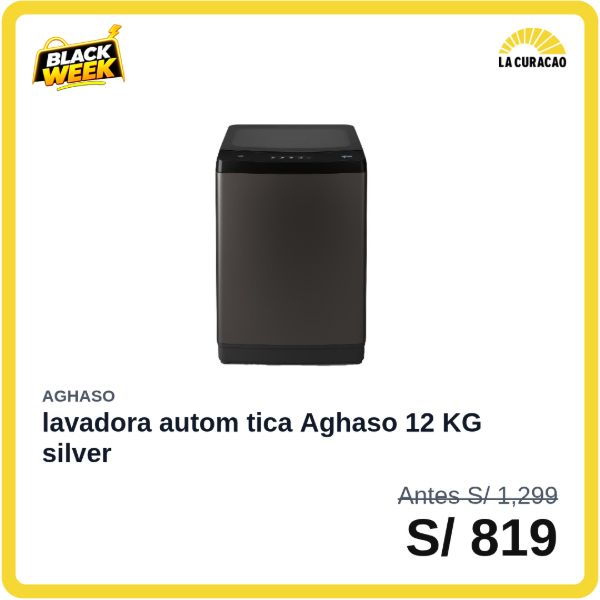 BLACK
WEEK
LA CURACAO
AGHASO
lavadora autom tica Aghaso 12 KG
silver
Antes S/ 1,299
S/ 819